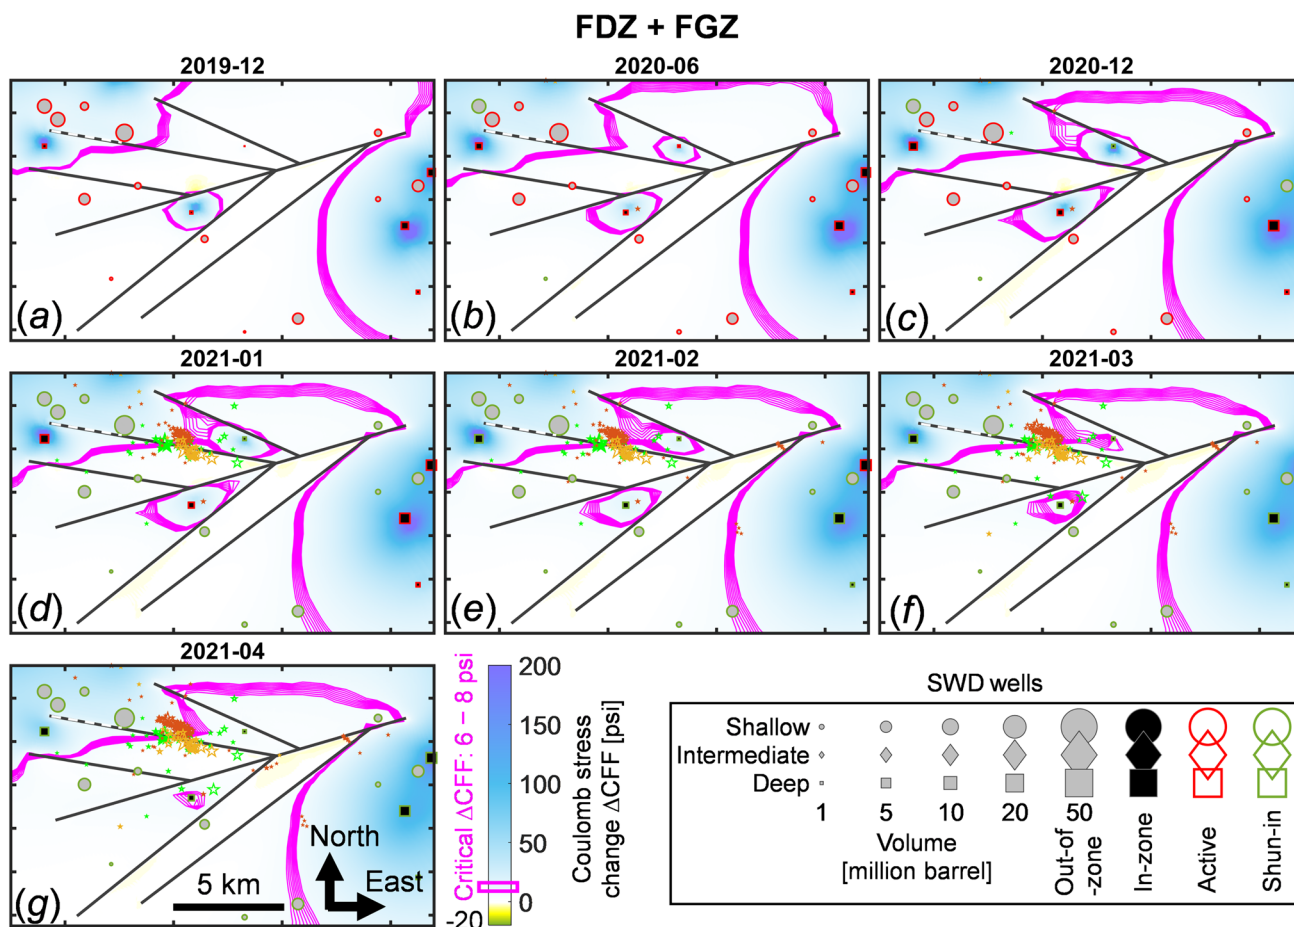 FDZ + FGZ
2019-12
2020-06
2020-12
(a)
(b)
(c)
2021-01
2021-02
2021-03
(d)
(e)
(f)
2021-04
(g)
5 km
North
East
Critical ΔCFF: 6 – 8 psi
200
150
100
50
0
-20
Coulomb stress
change ΔCFF [psi]
SWD wells
Shallow
Intermediate
Deep
1 5 10 20 50
Volume
[million barrel]
Out-of
-zone
In-zone
Active
Shun-in